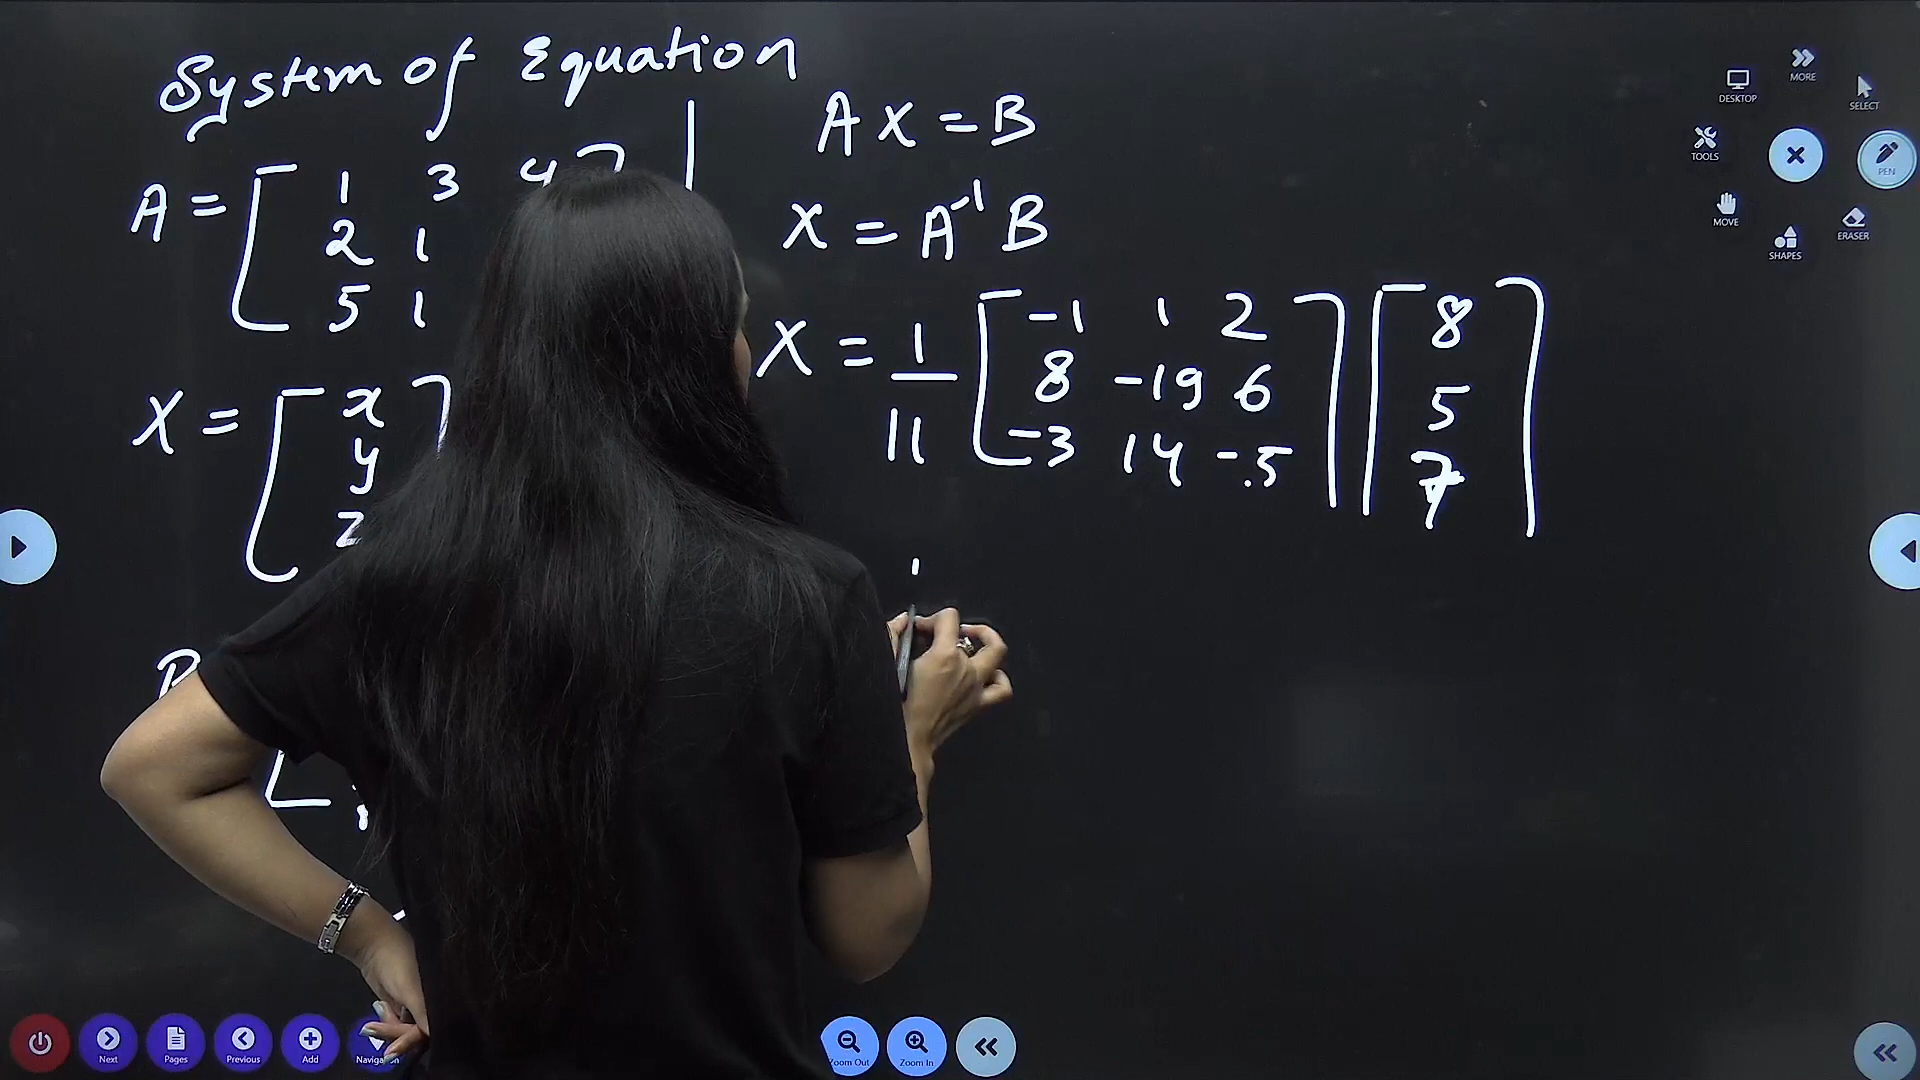 System of Equation
A = [ 1 3 4 ]
2 1
5 1
X = [ x ]
y
z
B
AX = B
X = A⁻¹ B
X = 1/11 [ -1 1 2 ] [ 8 ]
8 -19 6 5
-3 14 -5 7
MORE
DESKTOP
SELECT
TOOLS
PEN
MOVE
ERASER
SHAPES
Next
Pages
Previous
Add
Zoom Out
Zoom In